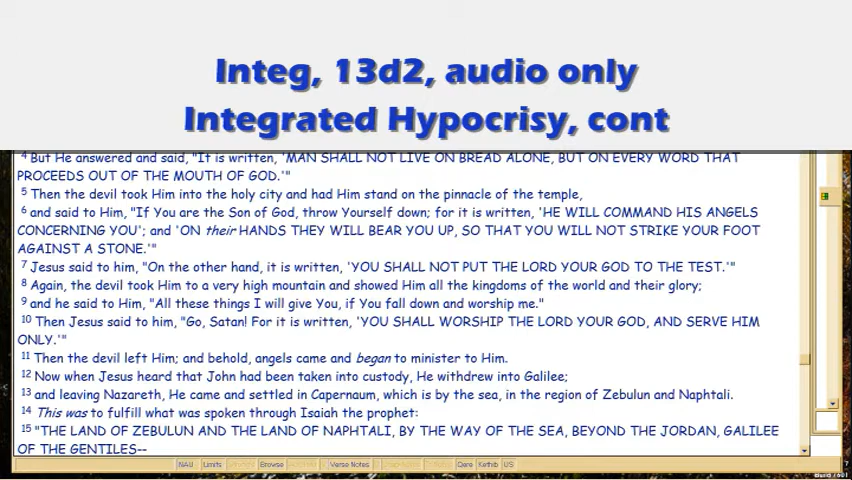 Integ, 13d2, audio only
Integrated Hypocrisy, cont
4 But He answered and said, "It is written, 'MAN SHALL NOT LIVE ON BREAD ALONE, BUT ON EVERY WORD THAT
PROCEEDS OUT OF THE MOUTH OF GOD.'"
5 Then the devil took Him into the holy city and had Him stand on the pinnacle of the temple,
6 and said to Him, "If You are the Son of God, throw Yourself down; for it is written, 'HE WILL COMMAND HIS ANGELS
CONCERNING YOU'; and 'ON their HANDS THEY WILL BEAR YOU UP, SO THAT YOU WILL NOT STRIKE YOUR FOOT
AGAINST A STONE.'"
7 Jesus said to him, "On the other hand, it is written, 'YOU SHALL NOT PUT THE LORD YOUR GOD TO THE TEST.'"
8 Again, the devil took Him to a very high mountain and showed Him all the kingdoms of the world and their glory;
9 and he said to Him, "All these things I will give You, if You fall down and worship me."
10 Then Jesus said to him, "Go, Satan! For it is written, 'YOU SHALL WORSHIP THE LORD YOUR GOD, AND SERVE HIM
ONLY.'"
11 Then the devil left Him; and behold, angels came and began to minister to Him.
12 Now when Jesus heard that John had been taken into custody, He withdrew into Galilee;
13 and leaving Nazareth, He came and settled in Capernaum, which is by the sea, in the region of Zebulun and Naphtali.
14 This was to fulfill what was spoken through Isaiah the prophet:
15 "THE LAND OF ZEBULUN AND THE LAND OF NAPHTALI, BY THE WAY OF THE SEA, BEYOND THE JORDAN, GALILEE
OF THE GENTILES--
NAU Limits Browse Verse Notes Qere Kethib US